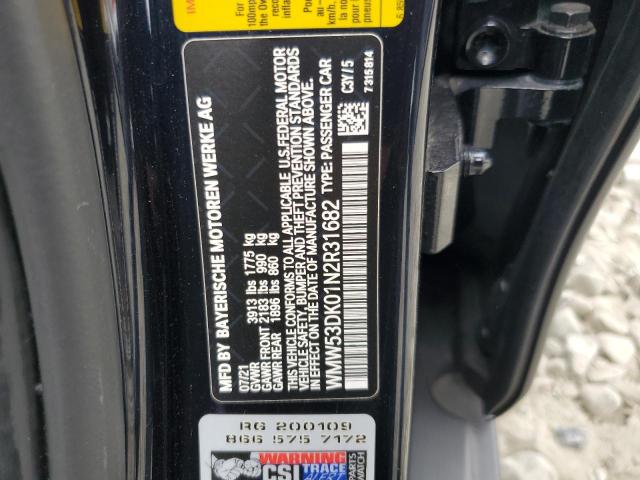 MFD BY BAYERISCHE MOTOREN WERKE AG
07/21
GVWR 3913 lbs 1775 kg
GAWR FRONT 2183 lbs 990 kg
GAWR REAR 1896 lbs 860 kg
THIS VEHICLE CONFORMS TO ALL APPLICABLE U.S. FEDERAL MOTOR
VEHICLE SAFETY, BUMPER AND THEFT PREVENTION STANDARDS
IN EFFECT ON THE DATE OF MANUFACTURE SHOWN ABOVE.
WMW53DK01N2R31682 TYPE: PASSENGER CAR
C3Y/5
7 315 814
RG 200109
866 575 7172
WARNING
CSI TRACE
ALERT
PARTS
WATCH